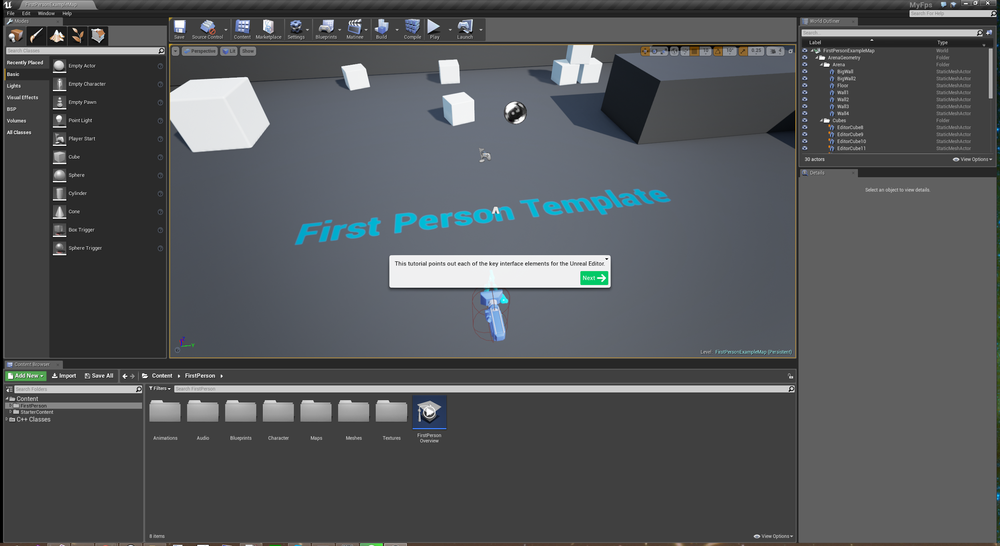 FirstPersonExampleMap
MyFps
File Edit Window Help
Search For Help
Modes
Search Classes
Recently Placed
Basic
Lights
Visual Effects
BSP
Volumes
All Classes
Empty Actor
Empty Character
Empty Pawn
Point Light
Player Start
Cube
Sphere
Cylinder
Cone
Box Trigger
Sphere Trigger
Save Source Control Content Marketplace Settings Blueprints Matinee Build Compile Play Launch
Perspective Lit Show
10 10° 0.25 4
First Person Template
This tutorial points out each of the key interface elements for the Unreal Editor.
Next
Z
Y
Level: FirstPersonExampleMap (Persistent)
World Outliner
Search...
Label Type
FirstPersonExampleMap World
ArenaGeometry Folder
Arena Folder
BigWall StaticMeshActor
BigWall2 StaticMeshActor
Floor StaticMeshActor
Wall1 StaticMeshActor
Wall2 StaticMeshActor
Wall3 StaticMeshActor
Wall4 StaticMeshActor
Cubes Folder
EditorCube8 StaticMeshActor
EditorCube9 StaticMeshActor
EditorCube10 StaticMeshActor
EditorCube11 StaticMeshActor
30 actors
View Options
Details
Select an object to view details.
Content Browser
Add New Import Save All Content FirstPerson
Search Folders
Content
FirstPerson
StarterContent
C++ Classes
Filters Search FirstPerson
Animations Audio Blueprints Character Maps Meshes Textures FirstPerson
Overview
8 items
View Options